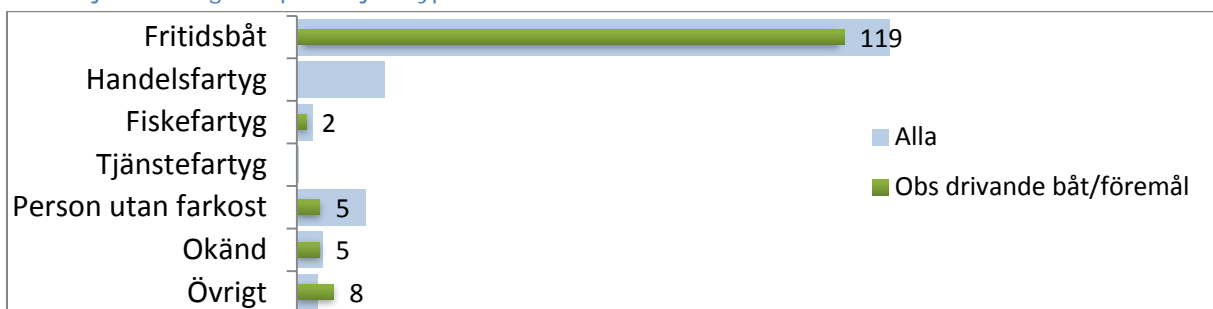 Fritidsbåt 119
Handelsfartyg
Fiskefartyg 2
Tjänstefartyg
Person utan farkost 5
Okänd 5
Övrigt 8
Alla
Obs drivande båt/föremål